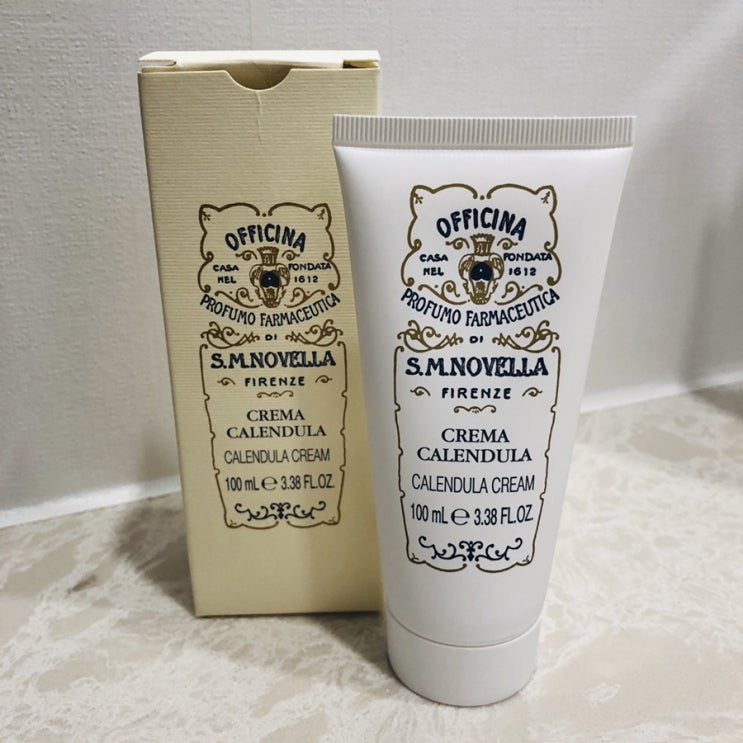 OFFICINA
CASA FONDATA
NEL 1612
PROFUMO FARMACEUTICA
DI
S.M.NOVELLA
FIRENZE
CREMA
CALENDULA
CALENDULA CREAM
100 mL ℮ 3.38 FL.OZ.
OFFICINA
CASA FONDATA
NEL 1612
PROFUMO FARMACEUTICA
DI
S.M.NOVELLA
FIRENZE
CREMA
CALENDULA
CALENDULA CREAM
100 mL ℮ 3.38 FL.OZ.